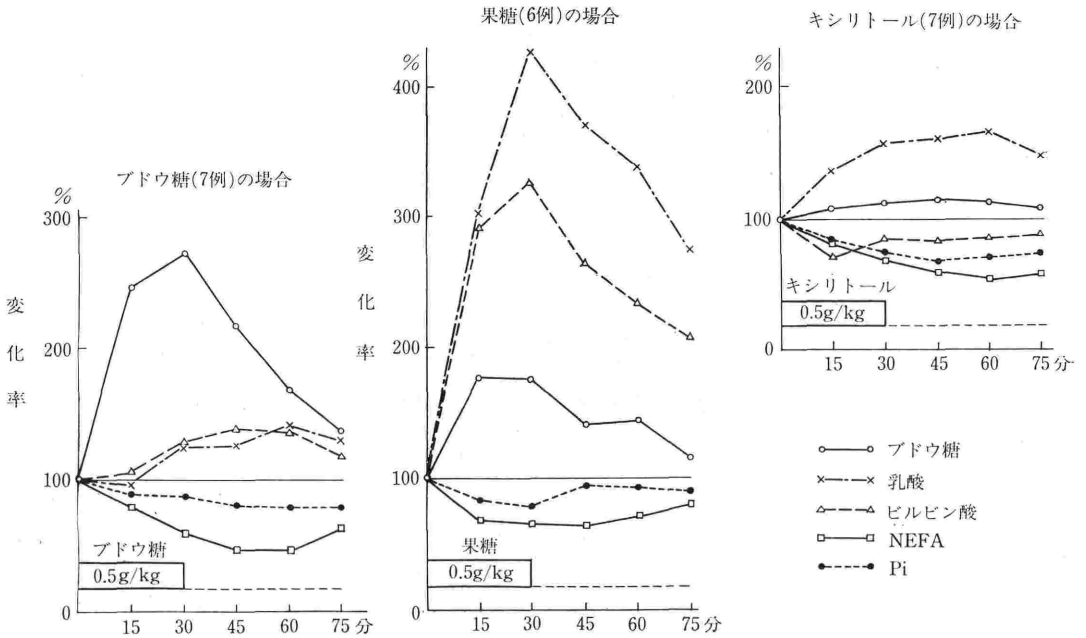 果糖(6例)の場合
キシリトール(7例)の場合
ブドウ糖(7例)の場合
%
300
200
100
0
変化率
ブドウ糖
0.5g/kg
15 30 45 60 75分
%
400
300
200
100
0
変化率
果糖
0.5g/kg
15 30 45 60 75分
%
200
100
0
キシリトール
0.5g/kg
15 30 45 60 75分
ブドウ糖
乳酸
ピルビン酸
NEFA
Pi